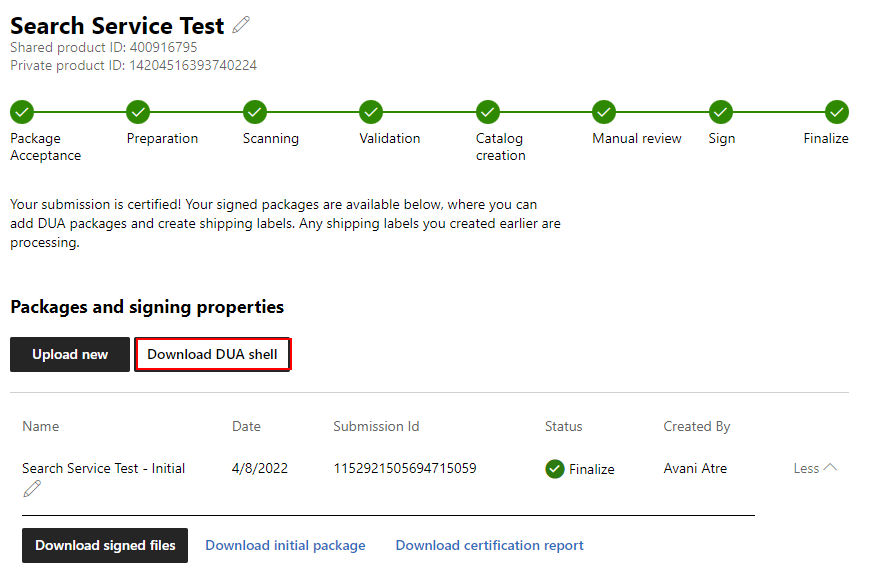 Search Service Test
Shared product ID: 400916795
Private product ID: 14204516393740224
Package Acceptance
Preparation
Scanning
Validation
Catalog creation
Manual review
Sign
Finalize
Your submission is certified! Your signed packages are available below, where you can
add DUA packages and create shipping labels. Any shipping labels you created earlier are
processing.
Packages and signing properties
Upload new
Download DUA shell
Name Date Submission Id Status Created By
Search Service Test - Initial 4/8/2022 1152921505694715059 Finalize Avani Atre Less
Download signed files Download initial package Download certification report